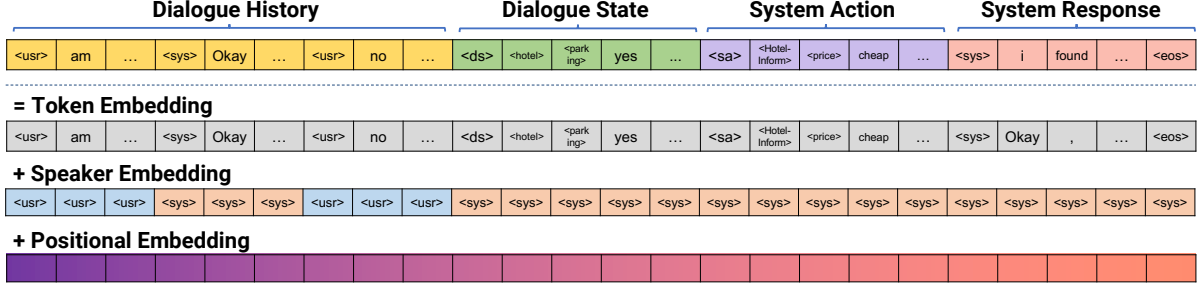 Dialogue History Dialogue State System Action System Response
<usr> am ... <sys> Okay ... <usr> no ... <ds> <hotel> <parking> yes ... <sa> <Hotel-Inform> <price> cheap ... <sys> i found ... <eos>
= Token Embedding
<usr> am ... <sys> Okay ... <usr> no ... <ds> <hotel> <parking> yes ... <sa> <Hotel-Inform> <price> cheap ... <sys> Okay , ... <eos>
+ Speaker Embedding
<usr> <usr> <usr> <sys> <sys> <sys> <usr> <usr> <usr> <sys> <sys> <sys> <sys> <sys> <sys> <sys> <sys> <sys> <sys> <sys> <sys> <sys> <sys> <sys>
+ Positional Embedding